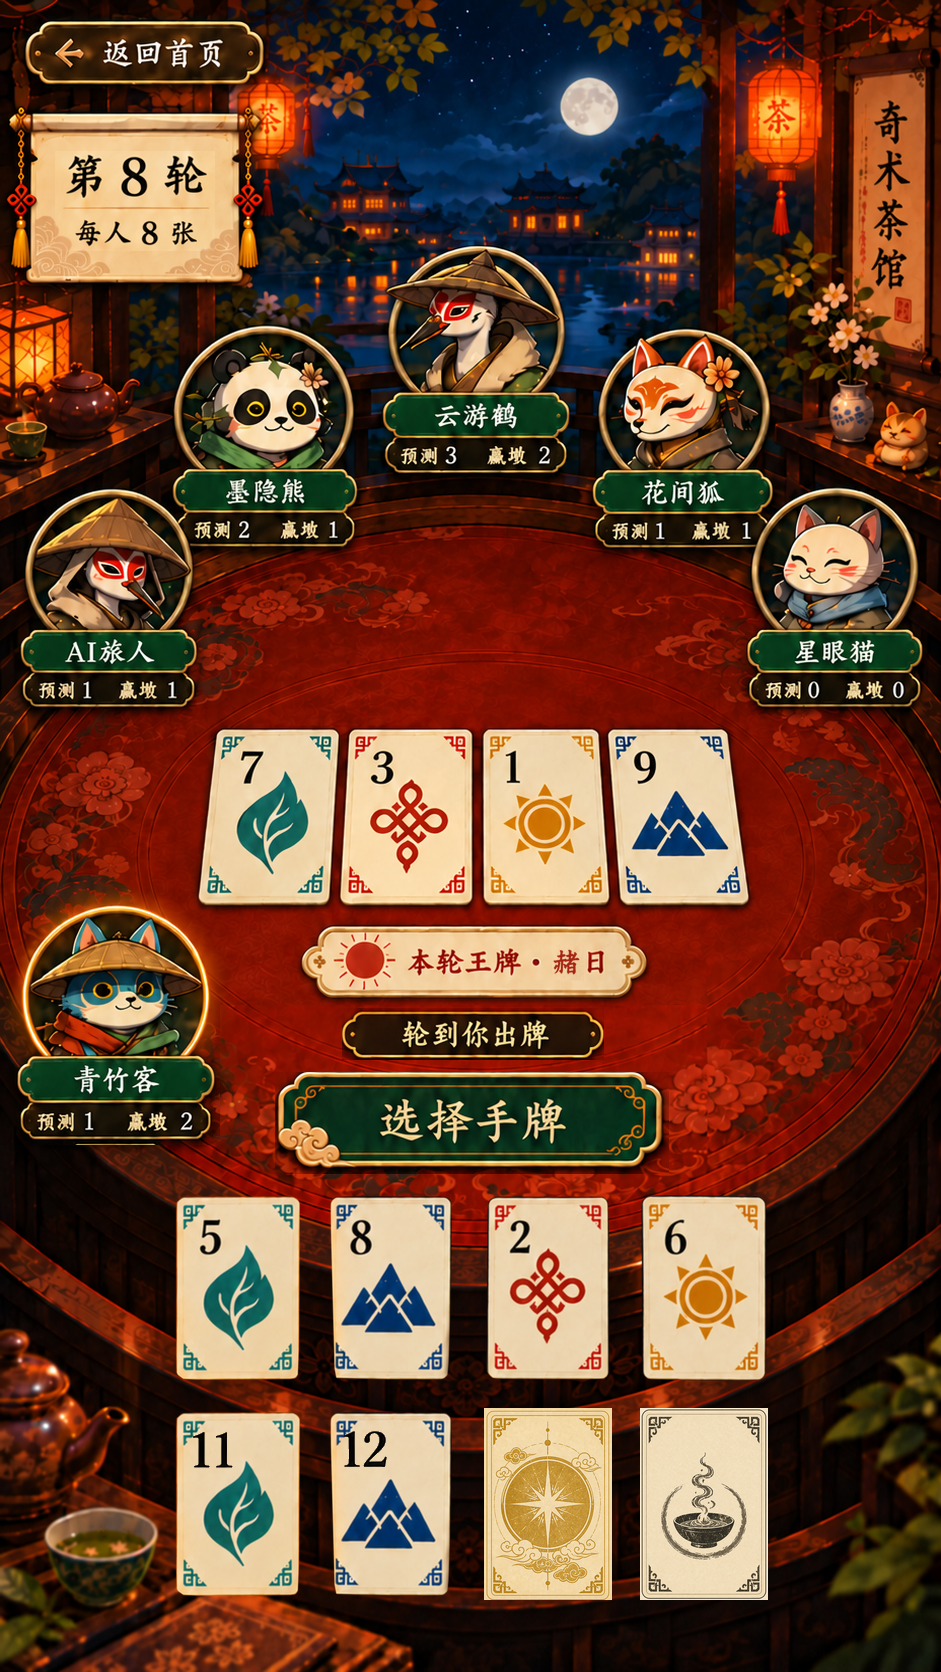 返回首页
茶
茶
奇术茶馆
第 8 轮
每人 8 张
云游鹤
预测 3 赢墩 2
墨隐熊
预测 2 赢墩 1
花间狐
预测 1 赢墩 1
AI旅人
预测 1 赢墩 1
星眼猫
预测 0 赢墩 0
7
3
1
9
本轮王牌·赭日
轮到你出牌
青竹客
预测 1 赢墩 2
选择手牌
5
8
2
6
11
12